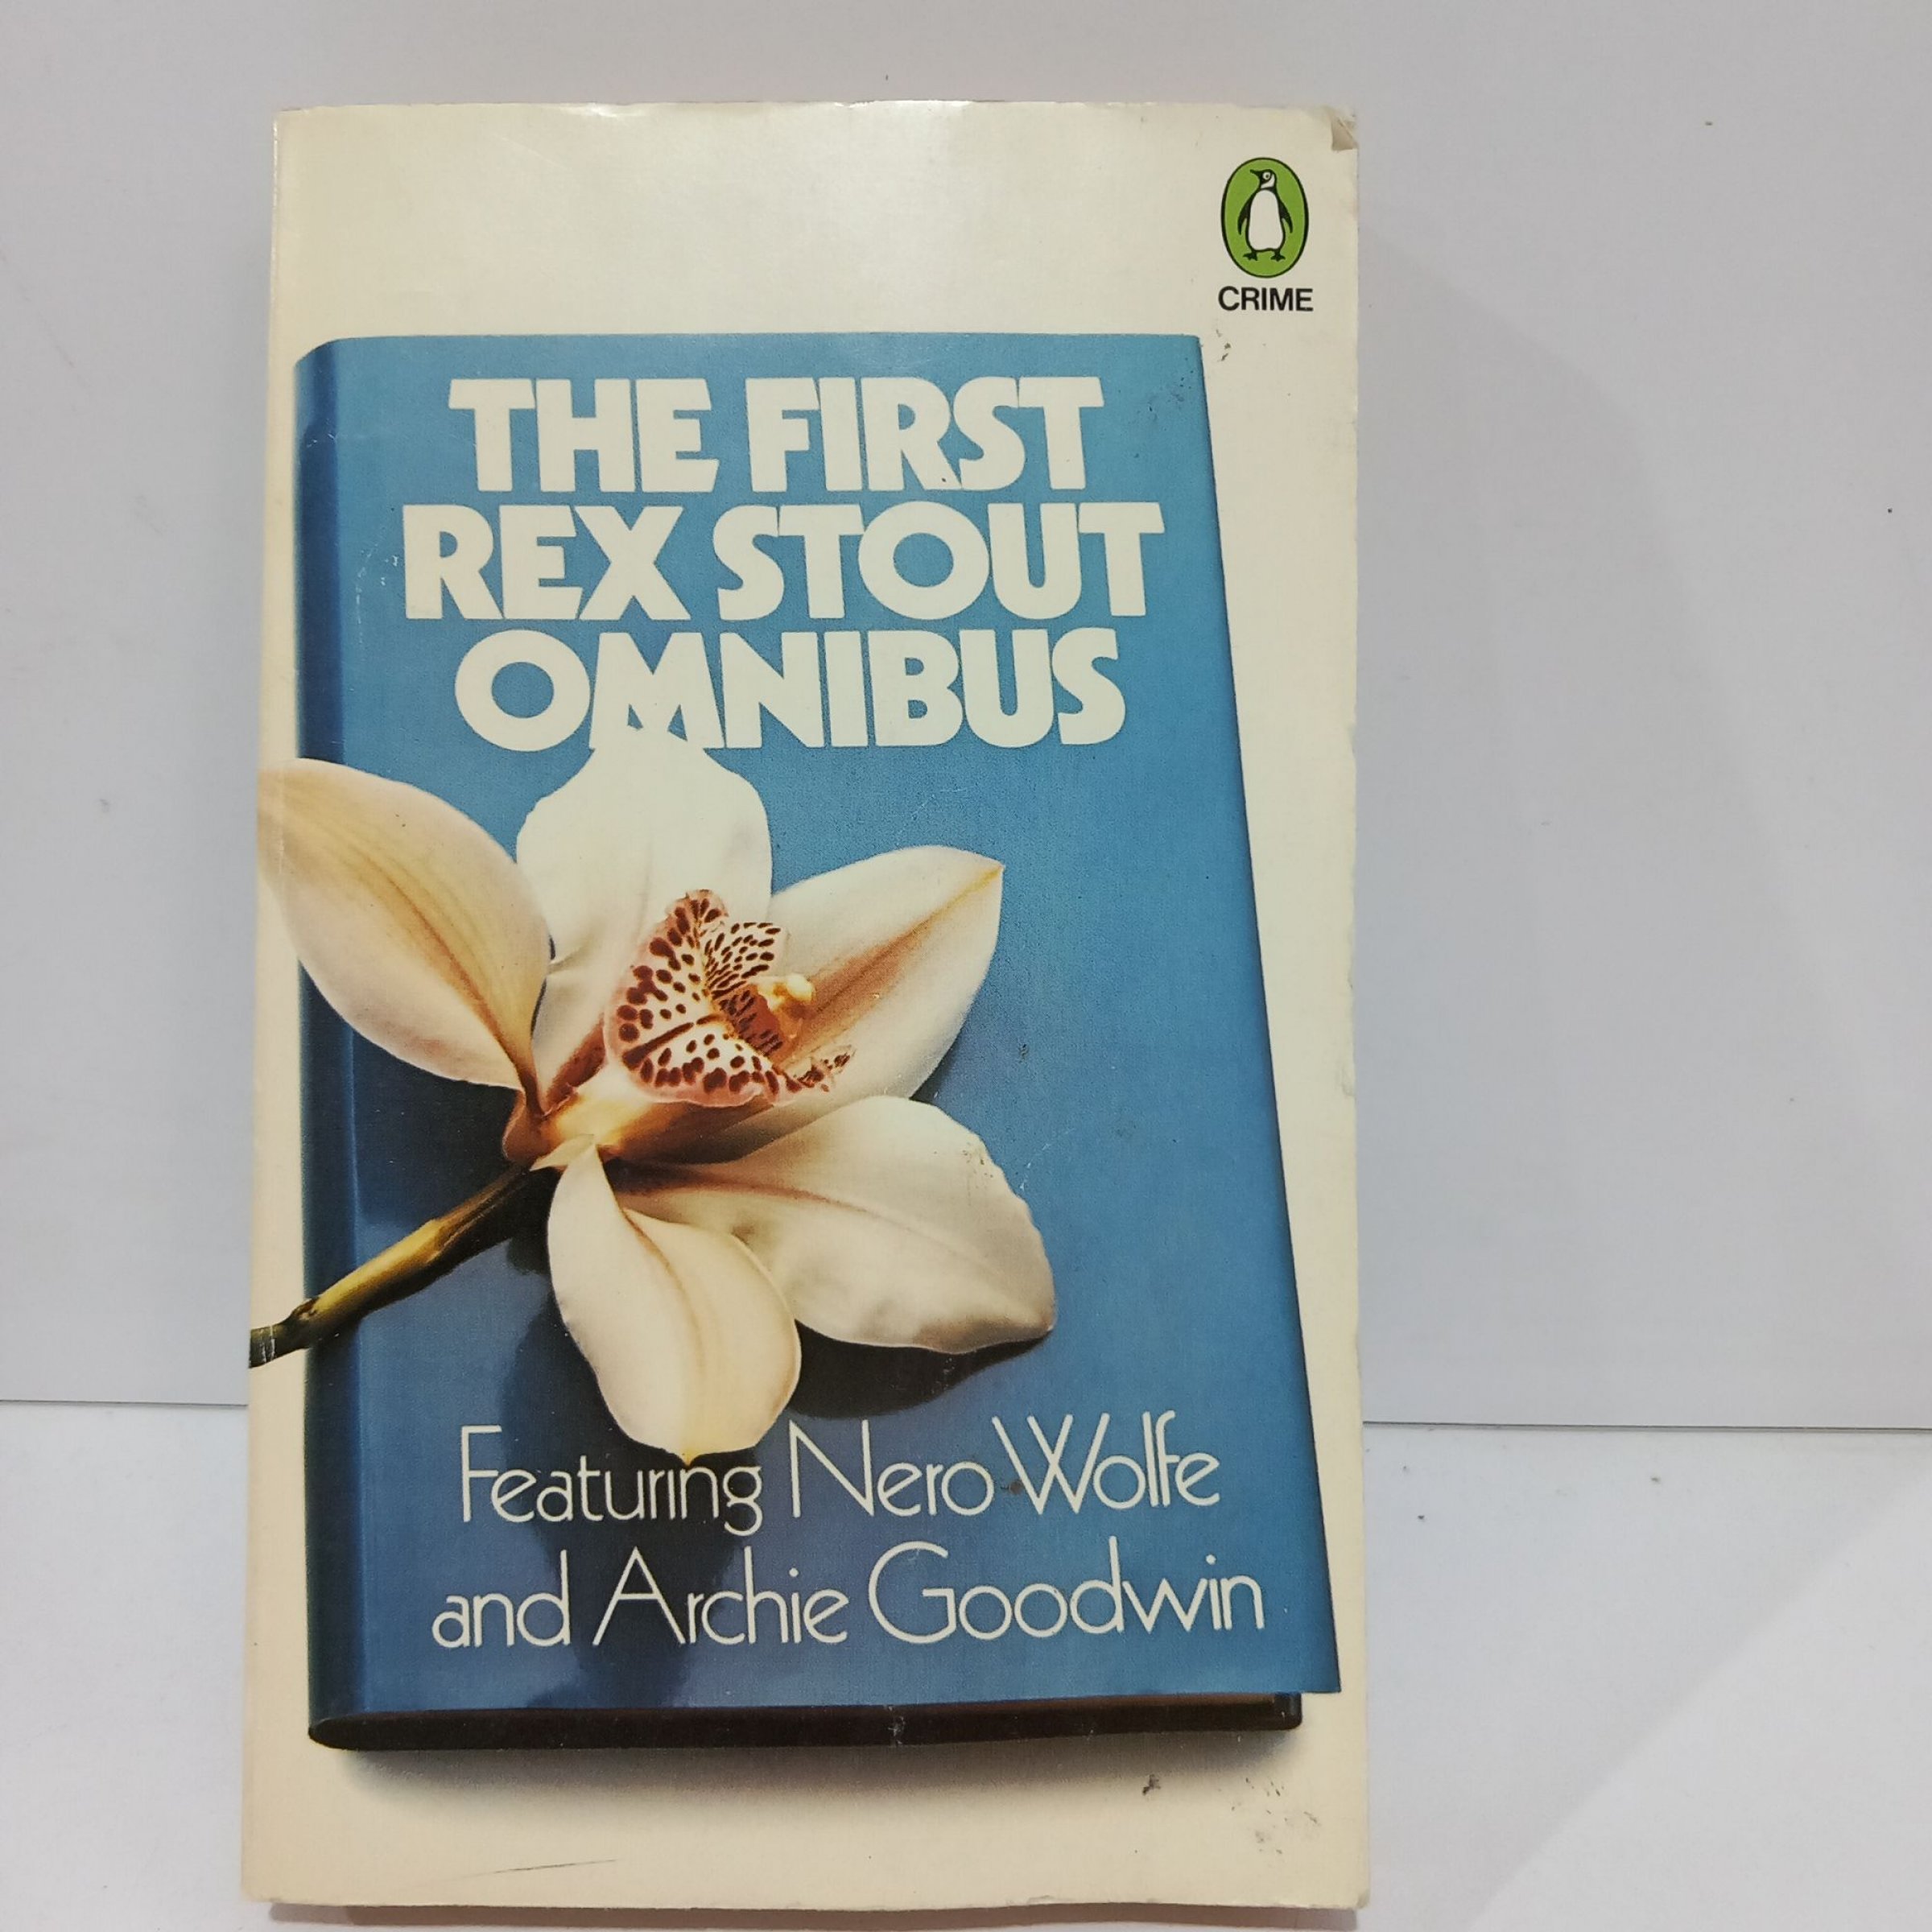 CRIME
THE FIRST
REX STOUT
OMNIBUS
Featuring Nero Wolfe
and Archie Goodwin